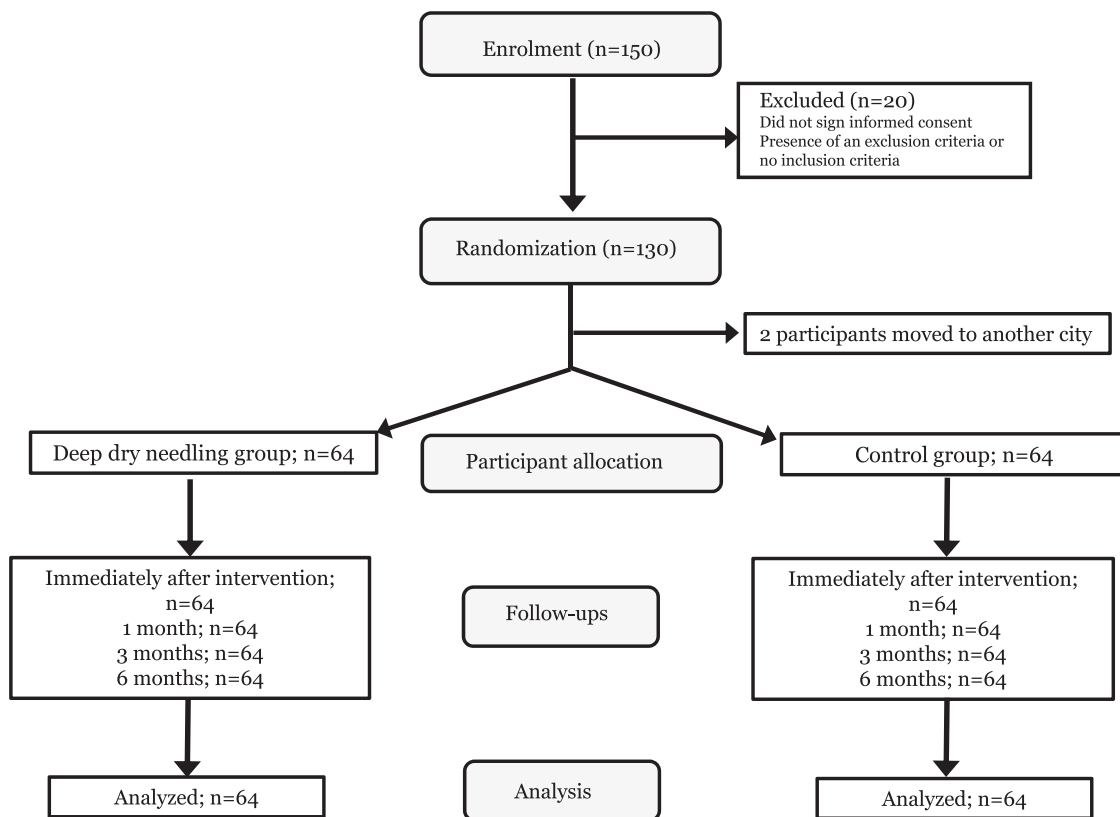 Enrolment (n=150)
Excluded (n=20)
Did not sign informed consent
Presence of an exclusion criteria or
no inclusion criteria
Randomization (n=130)
2 participants moved to another city
Deep dry needling group; n=64
Participant allocation
Control group; n=64
Immediately after intervention;
n=64
1 month; n=64
3 months; n=64
6 months; n=64
Follow-ups
Immediately after intervention;
n=64
1 month; n=64
3 months; n=64
6 months; n=64
Analyzed; n=64
Analysis
Analyzed; n=64